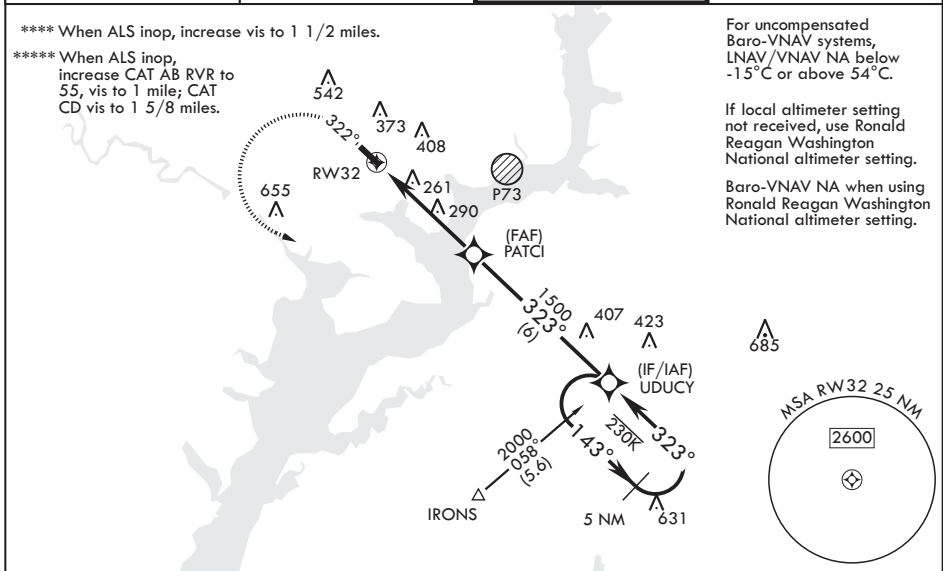 **** When ALS inop, increase vis to 1 1/2 miles.
***** When ALS inop,
increase CAT AB RVR to
55, vis to 1 mile; CAT
CD vis to 1 5/8 miles.
For uncompensated
Baro-VNAV systems,
LNAV/VNAV NA below
-15°C or above 54°C.
If local altimeter setting
not received, use Ronald
Reagan Washington
National altimeter setting.
Baro-VNAV NA when using
Ronald Reagan Washington
National altimeter setting.
542
373
322°
408
RW32
261
P73
655
290
(FAF)
PATCI
1500
323°
(6)
407
423
685
(IF/IAF)
UDUCY
MSA RW32 25 NM
2600
230K
323°
143°
2000
058°
(5.6)
IRONS
5 NM
631